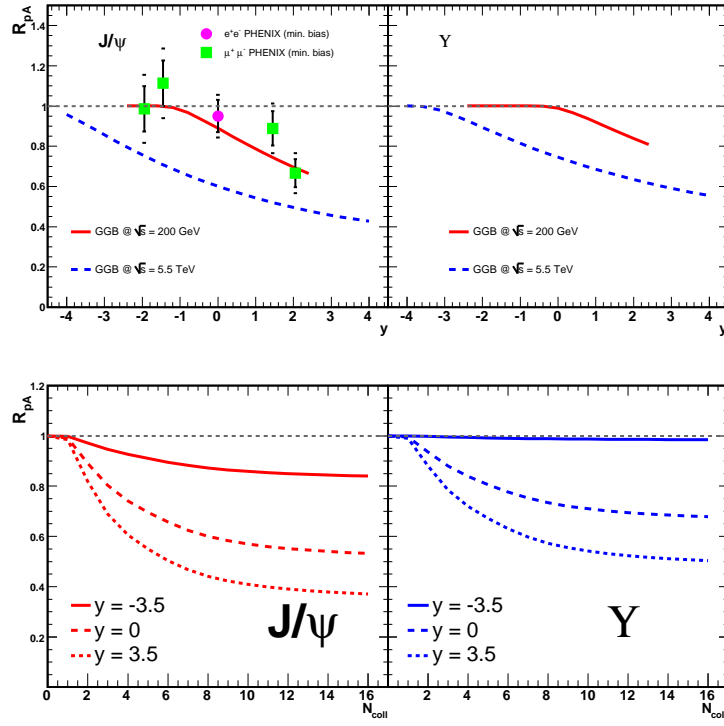 R_pA
1.4
1.2
1
0.8
0.6
0.4
0.2
0
J/ψ
e⁺e⁻ PHENIX (min. bias)
μ⁺ μ⁻ PHENIX (min. bias)
GGB @ √s = 200 GeV
GGB @ √s = 5.5 TeV
-4 -3 -2 -1 0 1 2 3 4
y
Υ
GGB @ √s = 200 GeV
GGB @ √s = 5.5 TeV
-4 -3 -2 -1 0 1 2 3 4
y
R_pA
1.2
1
0.8
0.6
0.4
0.2
y = -3.5
y = 0
y = 3.5
J/ψ
0 2 4 6 8 10 12 14 16
N_coll
y = -3.5
y = 0
y = 3.5
Υ
2 4 6 8 10 12 14 16
N_coll